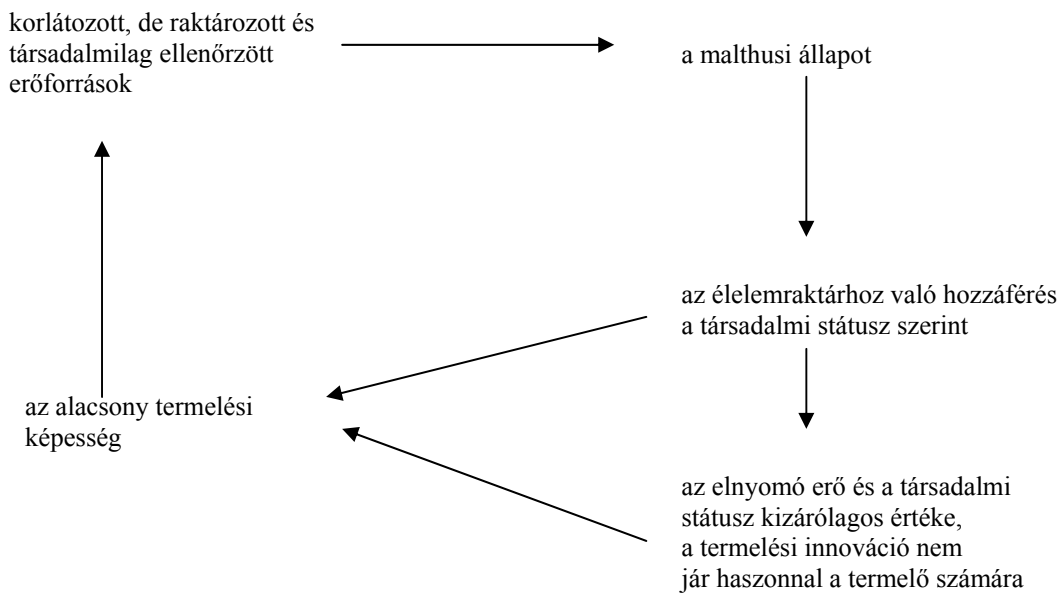 korlátozott, de raktározott és
társadalmilag ellenőrzött
erőforrások
a malthusi állapot
az élelemraktárhoz való hozzáférés
a társadalmi státusz szerint
az alacsony termelési
képesség
az elnyomó erő és a társadalmi
státusz kizárólagos értéke,
a termelési innováció nem
jár haszonnal a termelő számára